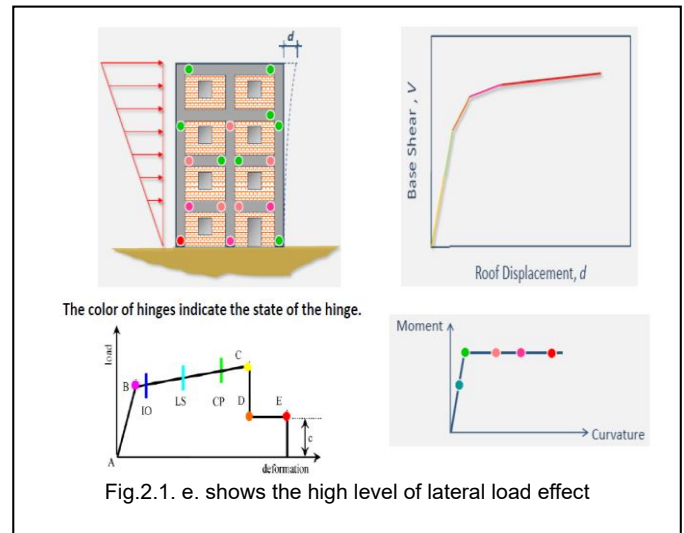 d
Base Shear , V
Roof Displacement, d
The color of hinges indicate the state of the hinge.
load
B
C
IO
LS
CP
D
E
c
A
deformation
Moment
Curvature
Fig.2.1. e. shows the high level of lateral load effect